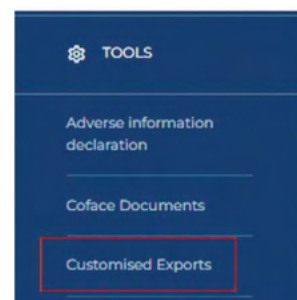 TOOLS
Adverse information
declaration
Coface Documents
Customised Exports